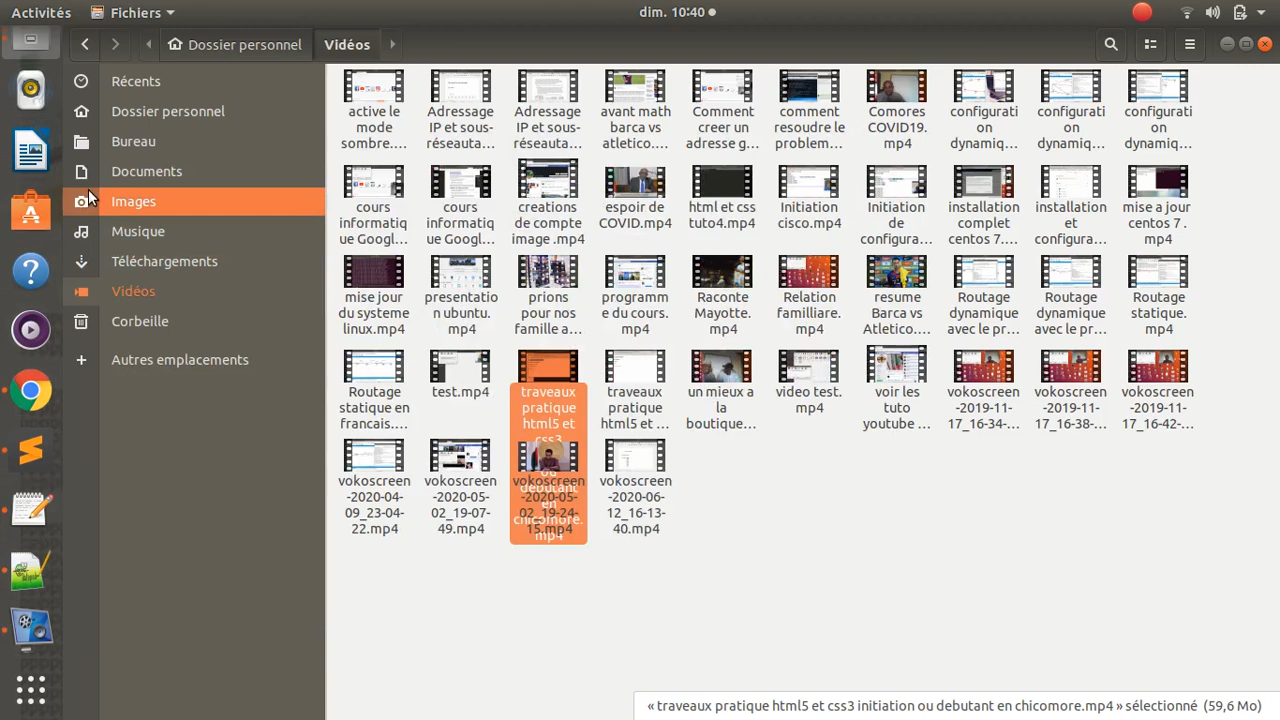 Activités
Fichiers
dim. 10:40
Dossier personnel
Vidéos
Récents
Dossier personnel
Bureau
Documents
Images
Musique
Téléchargements
Vidéos
Corbeille
Autres emplacements
active le
mode
sombre.…
Adressage
IP et sous-
réseauta…
Adressage
IP et sous-
réseauta…
avant math
barca vs
atletico.…
Comment
creer un
adresse g…
comment
resoudre le
problem…
Comores
COVID19.
mp4
configurati
on
dynamiq…
configurati
on
dynamiq…
configurati
on
dynamiq…
cours
informatiq
ue Googl…
cours
informatiq
ue Googl…
creations
de compte
image .mp4
espoir de
COVID.mp4
html et css
tuto4.mp4
Initiation
cisco.mp4
Initiation
de
configura…
installation
complet
centos 7.…
installation
et
configura…
mise a jour
centos 7 .
mp4
mise jour
du systeme
linux.mp4
presentatio
n ubuntu.
mp4
prions
pour nos
famille a…
programm
e du cours.
mp4
Raconte
Mayotte.
mp4
Relation
familliare.
mp4
resume
Barca vs
Atletico.…
Routage
dynamique
avec le pr…
Routage
dynamique
avec le pr…
Routage
statique.
mp4
Routage
statique en
francais.…
test.mp4
traveaux
pratique
html5 et
css3
ou
debutant
en
chicomore.
mp4
traveaux
pratique
html5 et …
un mieux a
la
boutique…
video test.
mp4
voir les
tuto
youtube …
vokoscreen
-2019-11-
17_16-34-…
vokoscreen
-2019-11-
17_16-38-…
vokoscreen
-2019-11-
17_16-42-…
vokoscreen
-2020-04-
09_23-04-
22.mp4
vokoscreen
-2020-05-
02_19-07-
49.mp4
vokoscreen
-2020-05-
02_19-24-
15.mp4
vokoscreen
-2020-06-
12_16-13-
40.mp4
« traveaux pratique html5 et css3 initiation ou debutant en chicomore.mp4 » sélectionné (59,6 Mo)